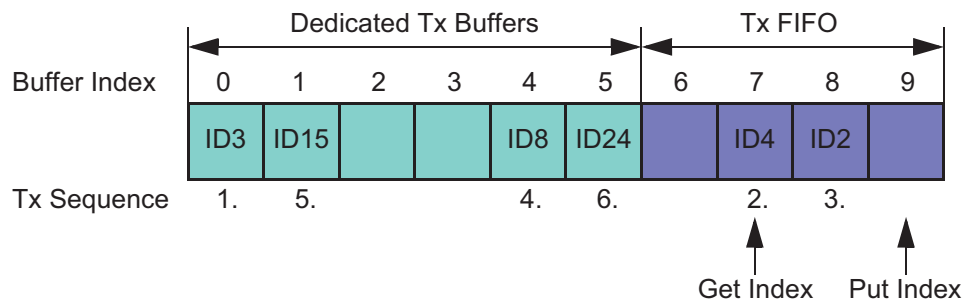 Dedicated Tx Buffers Tx FIFO
Buffer Index 0 1 2 3 4 5 6 7 8 9
ID3 ID15 ID8 ID24 ID4 ID2
Tx Sequence 1. 5. 4. 6. 2. 3.
Get Index Put Index